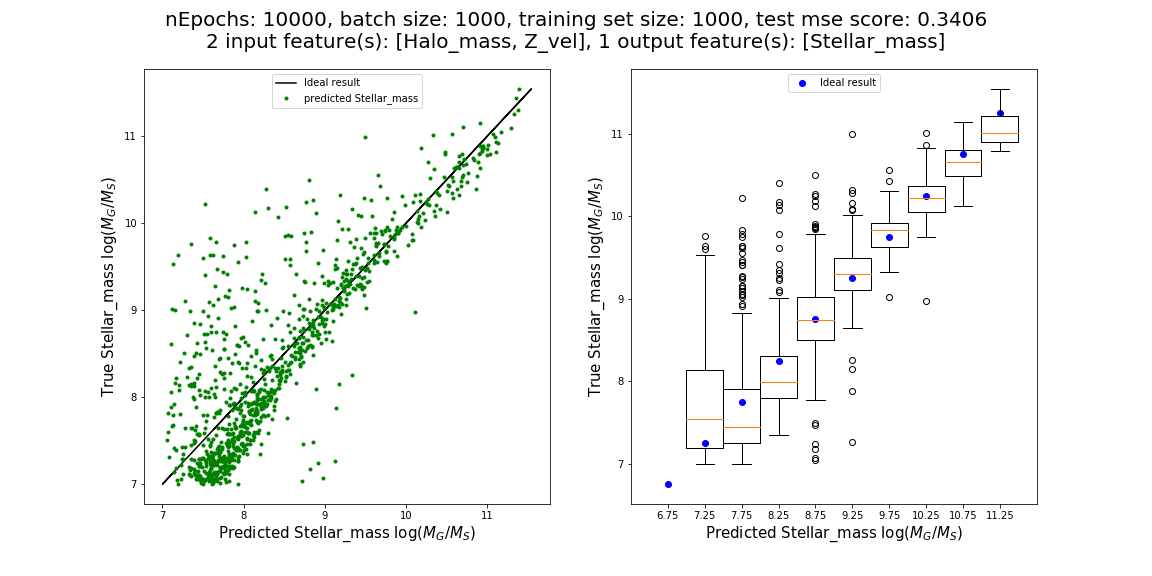 nEpochs: 10000, batch size: 1000, training set size: 1000, test mse score: 0.3406
2 input feature(s): [Halo_mass, Z_vel], 1 output feature(s): [Stellar_mass]
Ideal result
predicted Stellar_mass
True Stellar_mass log(M_G/M_S)
11
10
9
8
7
7 8 9 10 11
Predicted Stellar_mass log(M_G/M_S)
Ideal result
True Stellar_mass log(M_G/M_S)
11
10
9
8
7
6.75 7.25 7.75 8.25 8.75 9.25 9.75 10.25 10.75 11.25
Predicted Stellar_mass log(M_G/M_S)